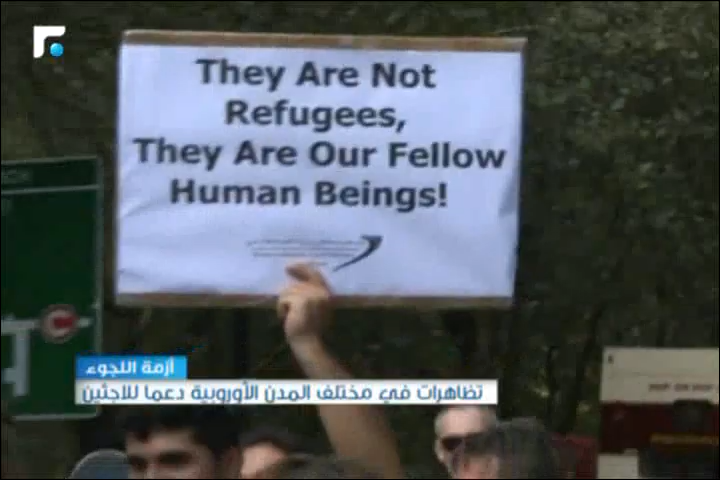 They Are Not
Refugees,
They Are Our Fellow
Human Beings!
أزمة اللجوء
تظاهرات في مختلف المدن الأوروبية دعما للاجئين